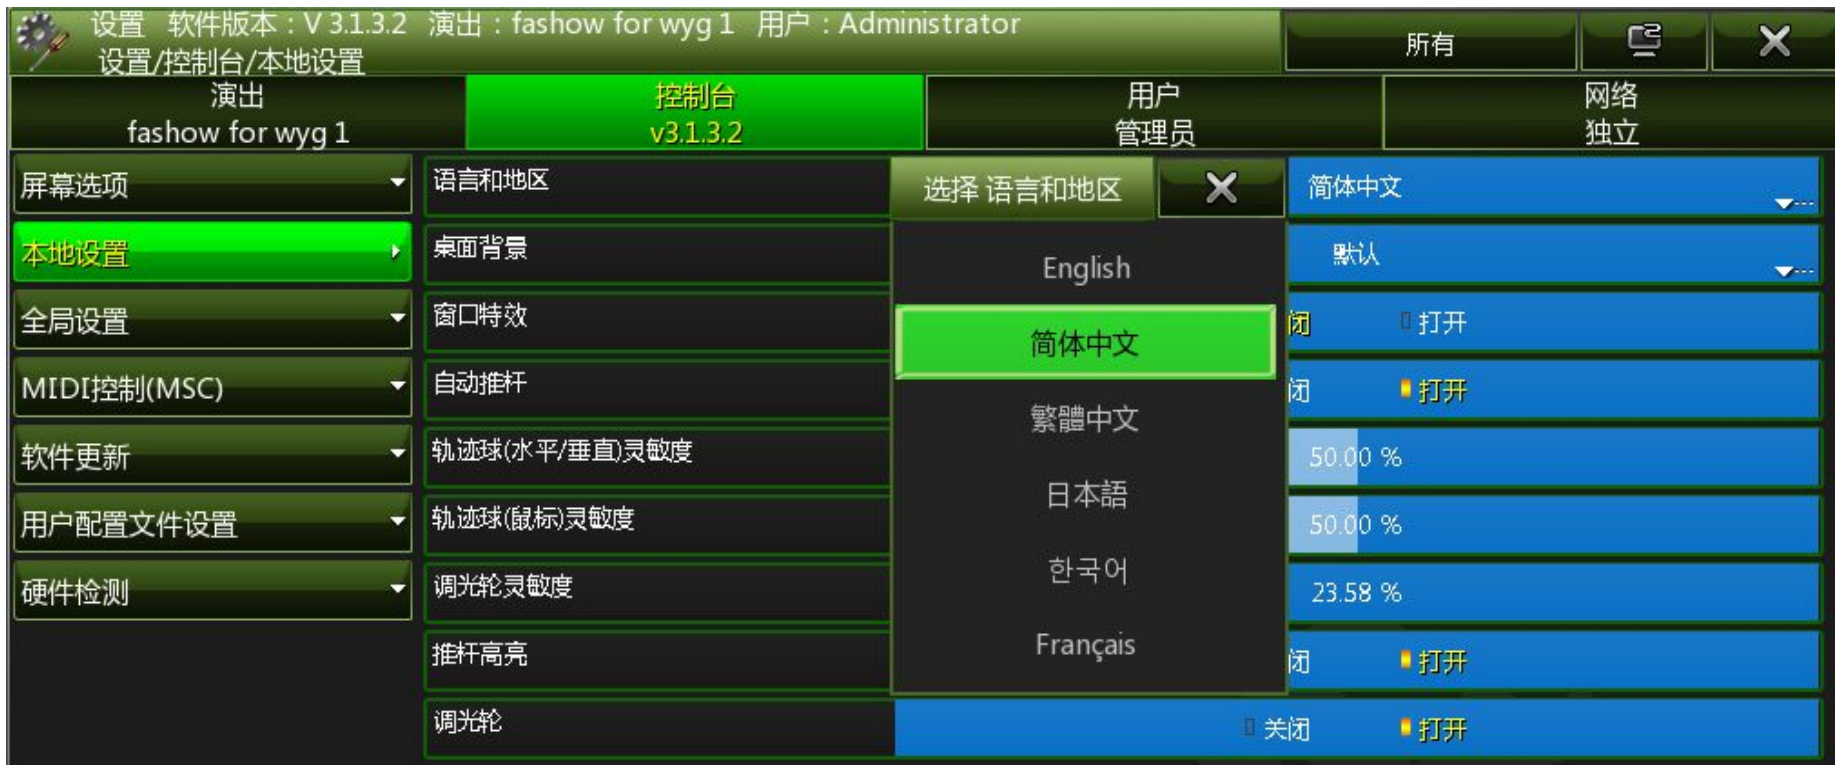 设置 软件版本：V 3.1.3.2 演出：fashow for wyg 1 用户：Administrator
设置/控制台/本地设置
所有
演出
fashow for wyg 1
控制台
v3.1.3.2
用户
管理员
网络
独立
屏幕选项
本地设置
全局设置
MIDI控制(MSC)
软件更新
用户配置文件设置
硬件检测
语言和地区
简体中文
桌面背景
默认
窗口特效
闭 打开
自动推杆
闭 打开
轨迹球(水平/垂直)灵敏度
50.00 %
轨迹球(鼠标)灵敏度
50.00 %
调光轮灵敏度
23.58 %
推杆高亮
闭 打开
调光轮
关闭 打开
选择 语言和地区
English
简体中文
繁體中文
日本語
한국어
Français